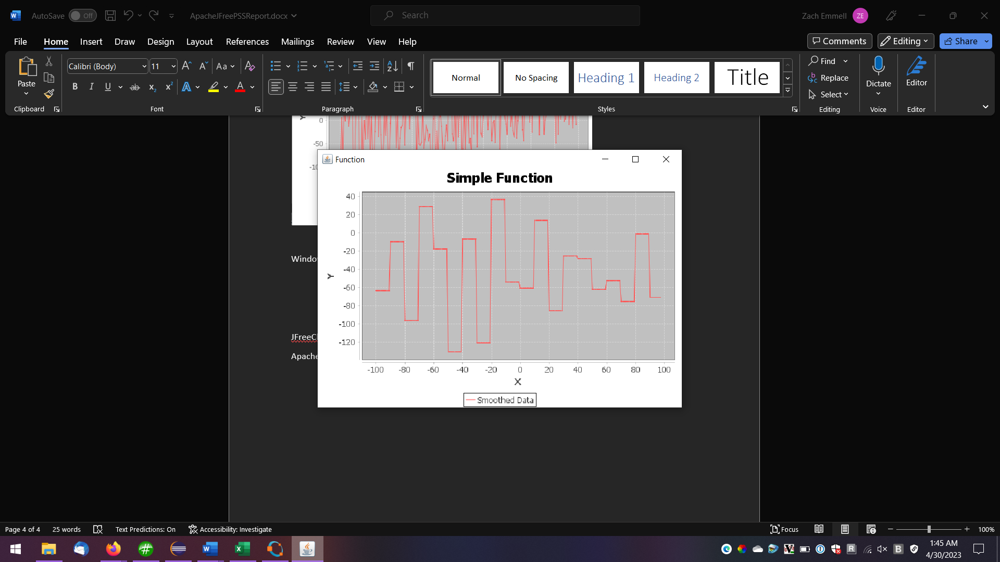 AutoSave Off ApacheJFreePSSReport.docx Search Zach Emmell ZE
File Home Insert Draw Design Layout References Mailings Review View Help Comments Editing Share
Paste Calibri (Body) 11 Normal No Spacing Heading 1 Heading 2 Title Find Replace Select Dictate Editor
Clipboard Font Paragraph Styles Editing Voice Editor
Y 0
-50
Function
Simple Function
40
20
0
-20
-40
-60
-80
-100
-120
Y
-100 -80 -60 -40 -20 0 20 40 60 80 100
X
Smoothed Data
Page 4 of 4 25 words Text Predictions: On Accessibility: Investigate Focus 100%
1:45 AM
4/30/2023